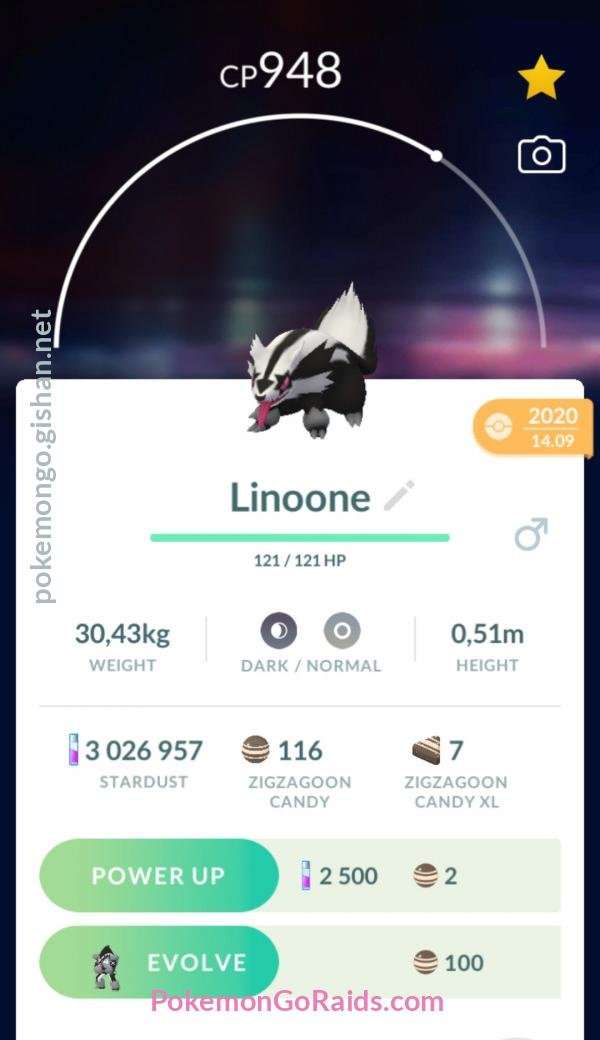 CP948
pokemongo.gishan.net
2020
14.09
Linoone
121 / 121 HP
30,43kg
WEIGHT
DARK / NORMAL
0,51m
HEIGHT
3 026 957
STARDUST
116
ZIGZAGOON
CANDY
7
ZIGZAGOON
CANDY XL
POWER UP
2 500
2
EVOLVE
100
PokemonGoRaids.com